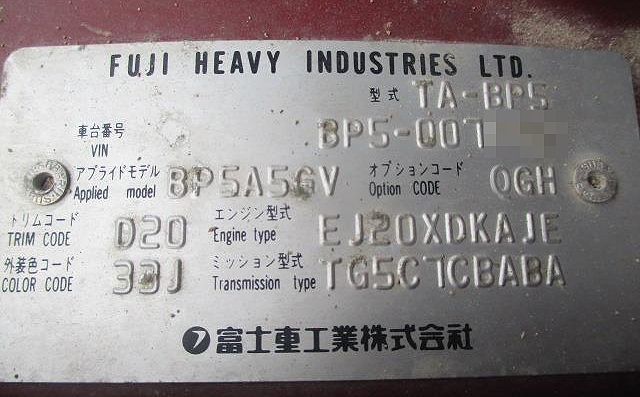 FUJI HEAVY INDUSTRIES LTD.
型式 TA-BP5
車台番号 BP5-007
VIN
アプライドモデル BP5A5GV オプションコード 0GH
Applied model Option CODE
トリムコード D20 エンジン型式 EJ20XDKAJE
TRIM CODE Engine type
外装色コード 33J ミッション型式 TG5C7CBABA
COLOR CODE Transmission type
富士重工業株式会社